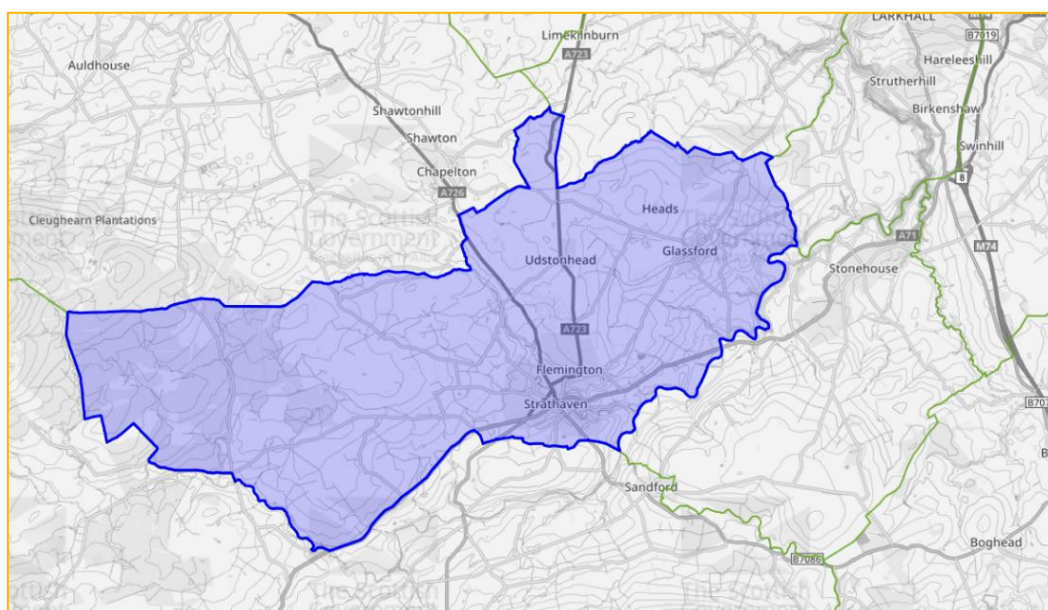 LARKHALL
Limekilnburn
A723
B7019
Hareleeshill
Auldhouse
Strutherhill
Birkenshaw
Shawtonhill
Shawton
Swinhill
Chapelton
8
A726
Heads
Cleughearn Plantations
The Scottish
Government
A71
M74
Glassford
Udstonhead
Stonehouse
A723
Flemington
Strathaven
Sandford
Boghead
B7086